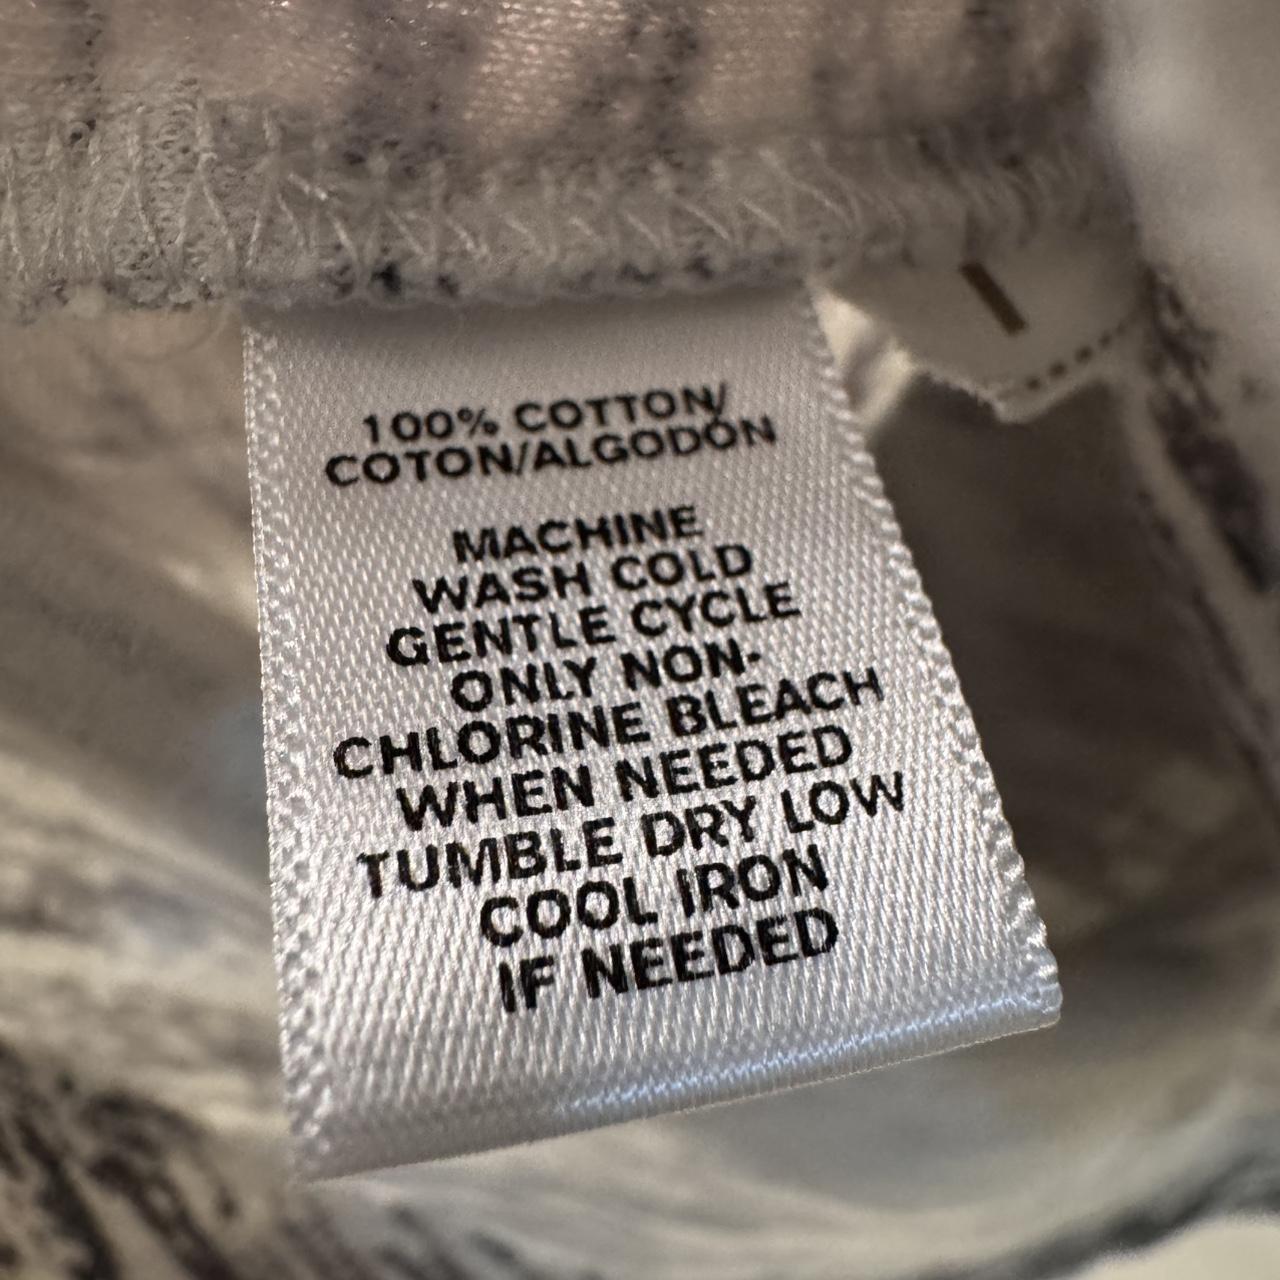 100% COTTON/
COTON/ALGODÓN
MACHINE
WASH COLD
GENTLE CYCLE
ONLY NON-
CHLORINE BLEACH
WHEN NEEDED
TUMBLE DRY LOW
COOL IRON
IF NEEDED